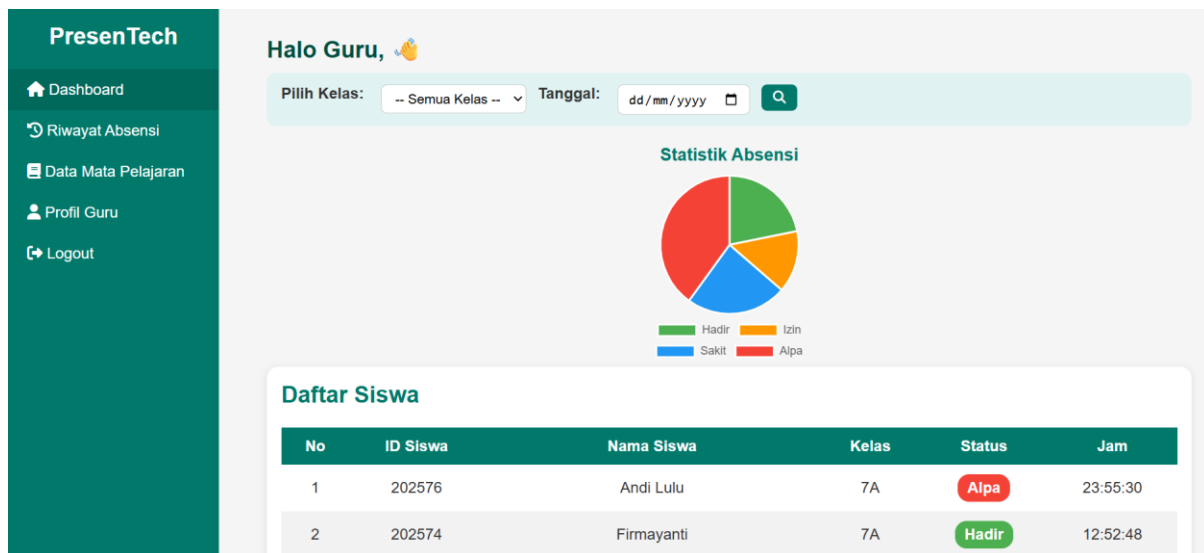 PresenTech
Dashboard
Riwayat Absensi
Data Mata Pelajaran
Profil Guru
Logout
Halo Guru, 👋
Pilih Kelas: -- Semua Kelas -- Tanggal: dd/mm/yyyy
Statistik Absensi
Hadir Izin
Sakit Alpa
Daftar Siswa
No ID Siswa Nama Siswa Kelas Status Jam
1 202576 Andi Lulu 7A Alpa 23:55:30
2 202574 Firmayanti 7A Hadir 12:52:48